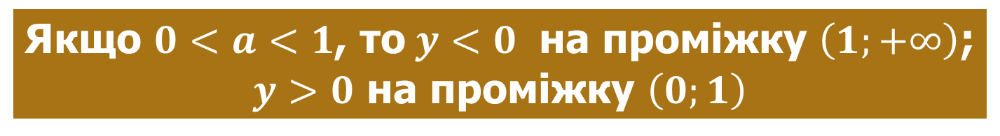 Якщо 0 < a < 1, то y < 0 на проміжку (1; +∞);
y > 0 на проміжку (0; 1)